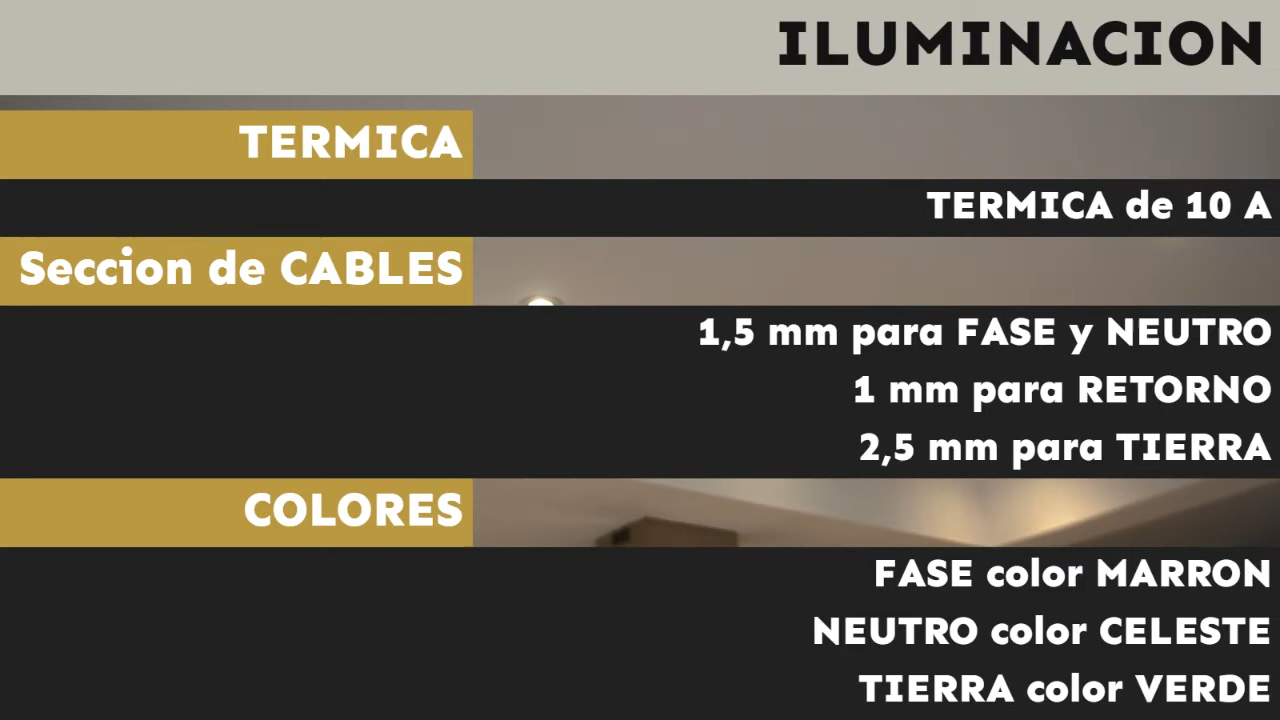 ILUMINACION
TERMICA
TERMICA de 10 A
Seccion de CABLES
1,5 mm para FASE y NEUTRO
1 mm para RETORNO
2,5 mm para TIERRA
COLORES
FASE color MARRON
NEUTRO color CELESTE
TIERRA color VERDE